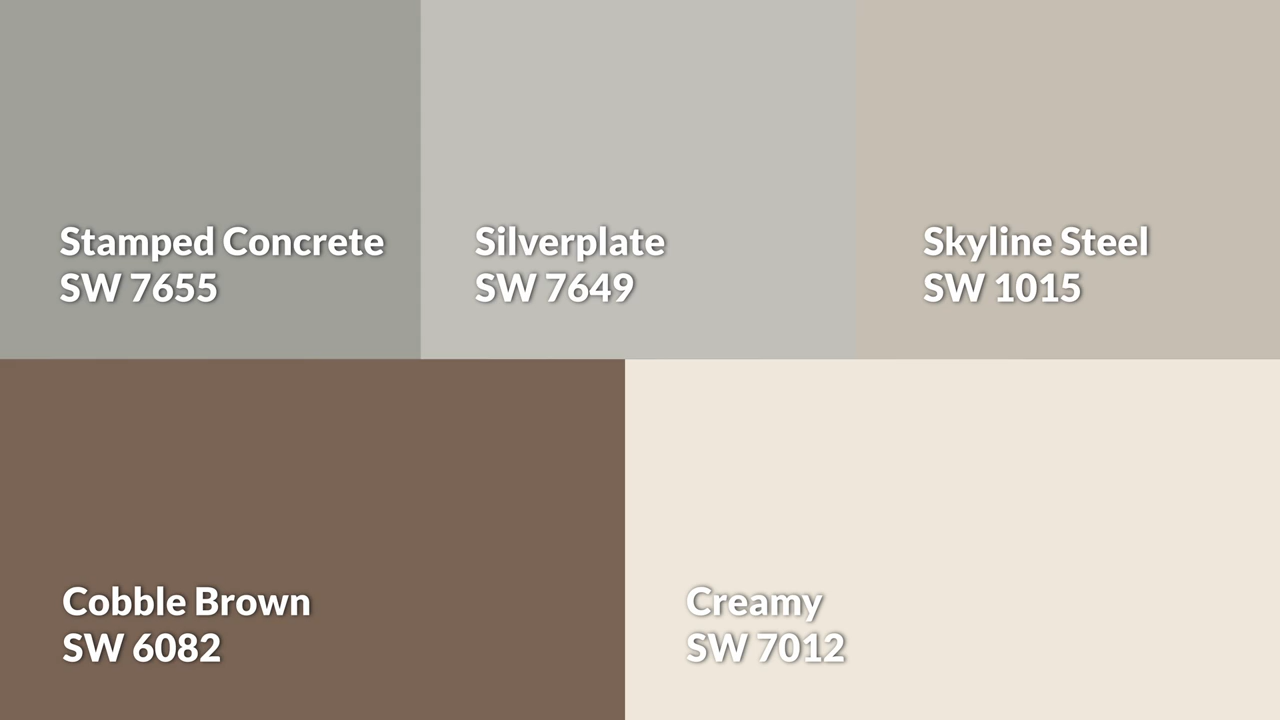 Stamped Concrete
SW 7655
Silverplate
SW 7649
Skyline Steel
SW 1015
Cobble Brown
SW 6082
Creamy
SW 7012